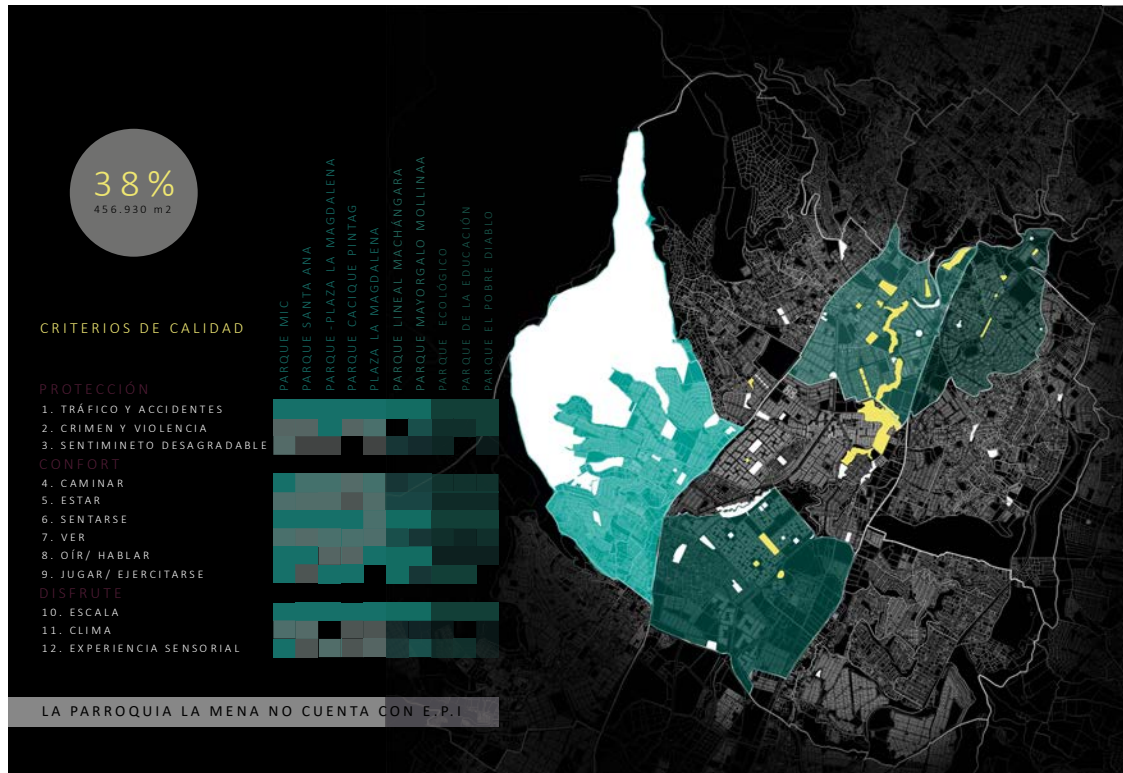 38%
456.930 m2
CRITERIOS DE CALIDAD
PARQUE MIC
PARQUE SANTA ANA
PARQUE -PLAZA LA MAGDALENA
PARQUE CACIQUE PINTAG
PLAZA LA MAGDALENA
PARQUE LINEAL MACHÁNGARA
PARQUE MAYORGALO MOLLINAA
PARQUE ECOLÓGICO
PARQUE DE LA EDUCACIÓN
PARQUE EL POBRE DIABLO
PROTECCIÓN
1. TRÁFICO Y ACCIDENTES
2. CRIMEN Y VIOLENCIA
3. SENTIMINETO DESAGRADABLE
CONFORT
4. CAMINAR
5. ESTAR
6. SENTARSE
7. VER
8. OÍR/ HABLAR
9. JUGAR/ EJERCITARSE
DISFRUTE
10. ESCALA
11. CLIMA
12. EXPERIENCIA SENSORIAL
LA PARROQUIA LA MENA NO CUENTA CON E.P.I